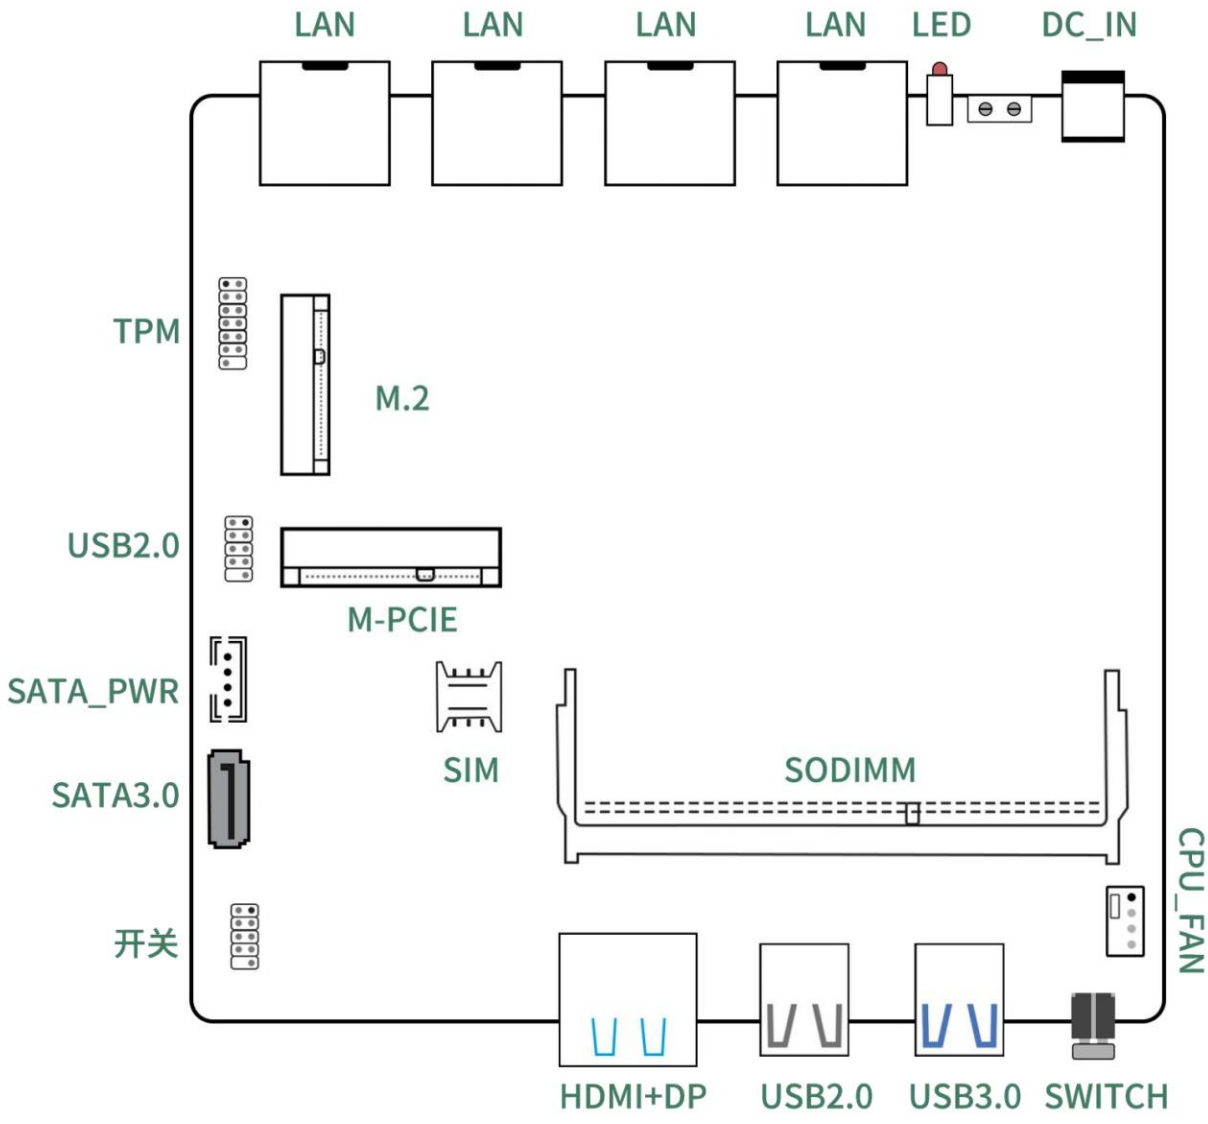 LAN
LAN
LAN
LAN
LED
DC_IN
TPM
M.2
USB2.0
M-PCIE
SATA_PWR
SIM
SODIMM
SATA3.0
CPU_FAN
开关
HDMI+DP
USB2.0
USB3.0
SWITCH